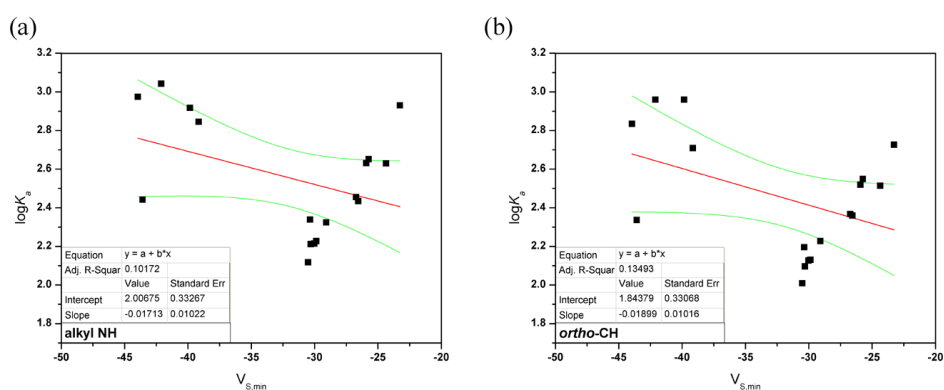 (a)
(b)
3.2
3.0
2.8
2.6
2.4
2.2
2.0
1.8
logKa
Equation y = a + b*x
Adj. R-Squar 0.10172
Value Standard Err
Intercept 2.00675 0.33267
Slope -0.01713 0.01022
alkyl NH
-50 -45 -40 -35 -30 -25 -20
VS,min
3.2
3.0
2.8
2.6
2.4
2.2
2.0
1.8
logKa
Equation y = a + b*x
Adj. R-Squar 0.13493
Value Standard Err
Intercept 1.84379 0.33068
Slope -0.01899 0.01016
ortho-CH
-50 -45 -40 -35 -30 -25 -20
VS,min